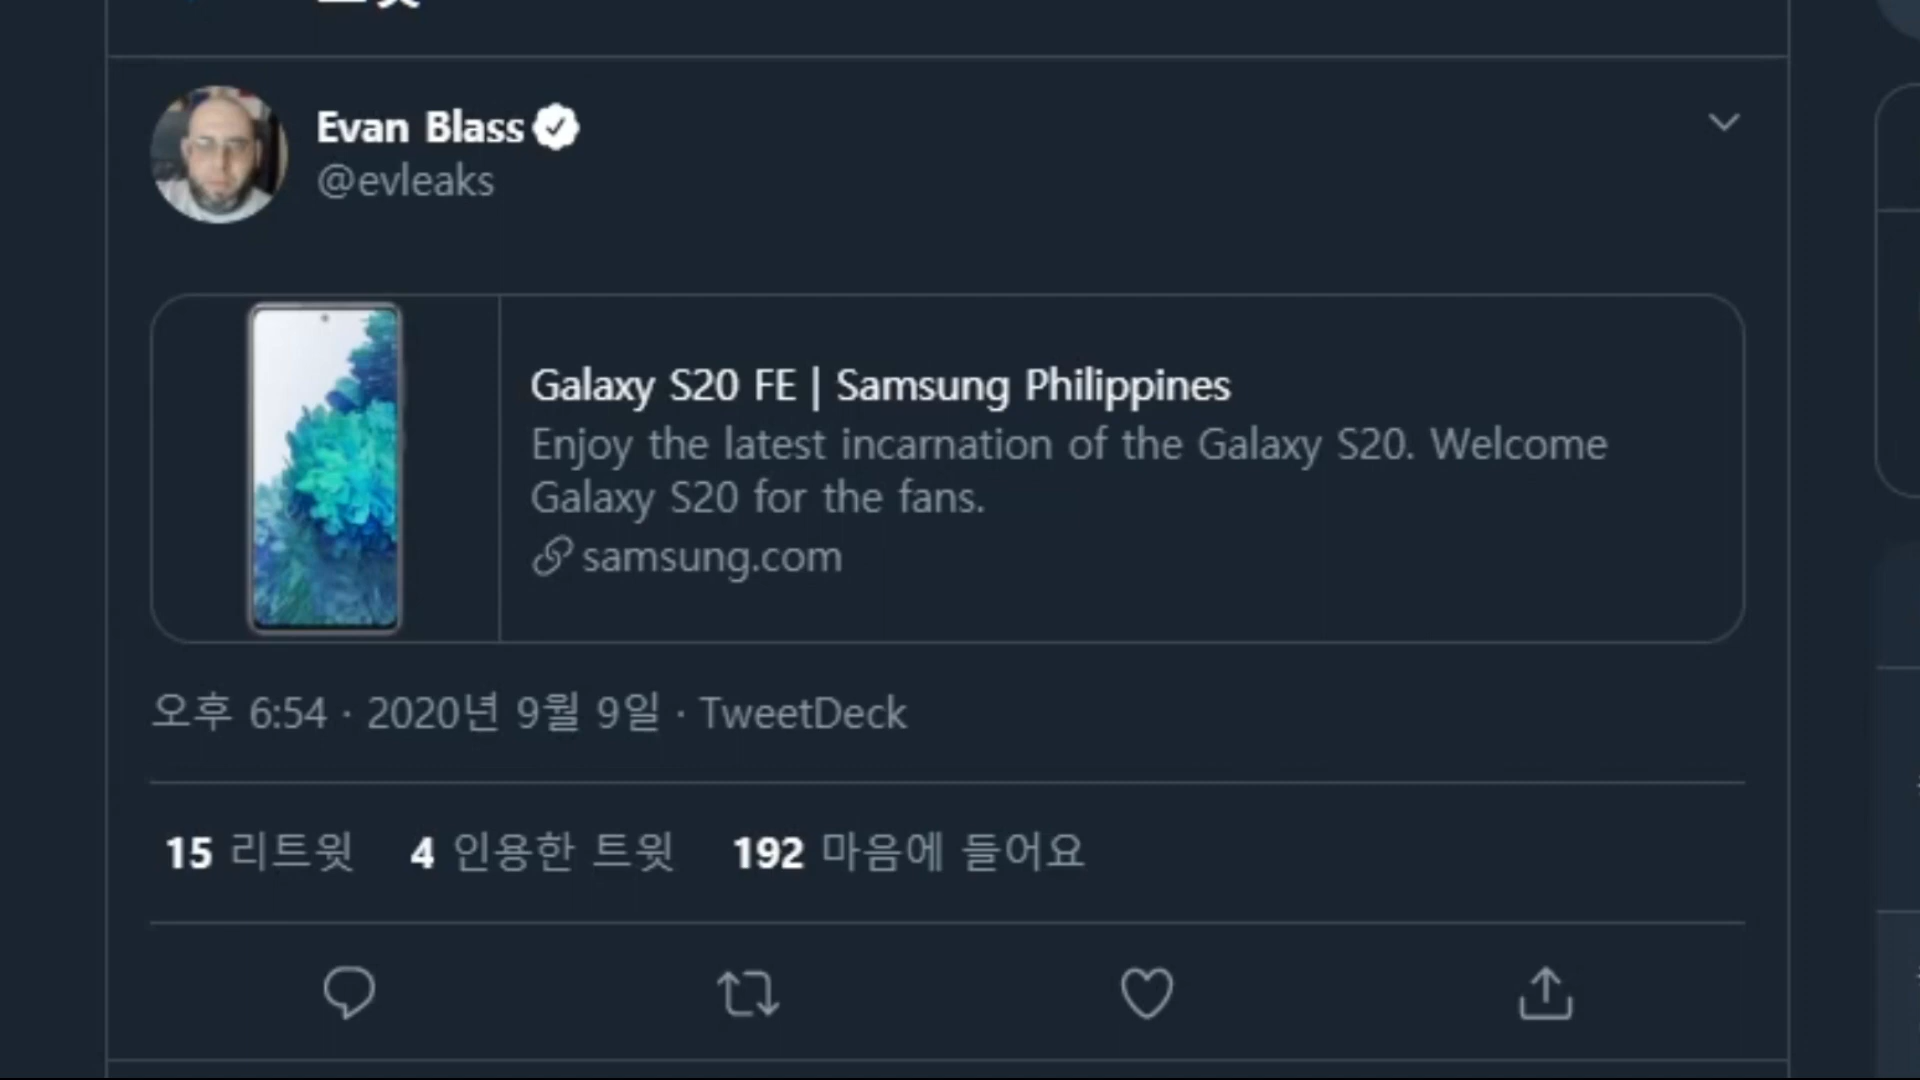 Evan Blass
@evleaks
Galaxy S20 FE | Samsung Philippines
Enjoy the latest incarnation of the Galaxy S20. Welcome
Galaxy S20 for the fans.
samsung.com
오후 6:54 · 2020년 9월 9일 · TweetDeck
15 리트윗 4 인용한 트윗 192 마음에 들어요